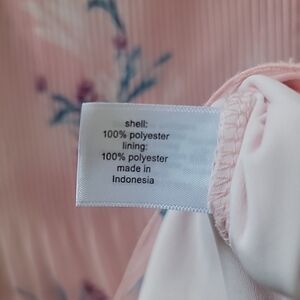 shell:
100% polyester
lining:
100% polyester
made in
Indonesia